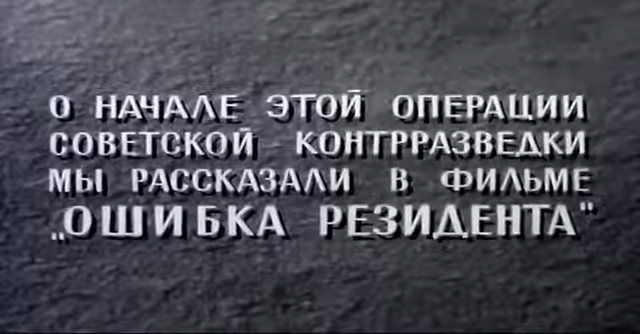 О НАЧАЛЕ ЭТОЙ ОПЕРАЦИИ
СОВЕТСКОЙ КОНТРРАЗВЕДКИ
МЫ РАССКАЗАЛИ В ФИЛЬМЕ
„ОШИБКА РЕЗИДЕНТА"